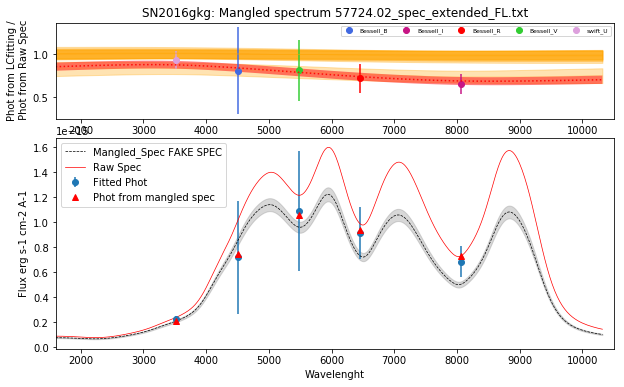 SN2016gkg: Mangled spectrum 57724.02_spec_extended_FL.txt
Phot from LCfitting /
Phot from Raw Spec
1.0
0.5
Bessell_B
Bessell_I
Bessell_R
Bessell_V
swift_U
2000 3000 4000 5000 6000 7000 8000 9000 10000
Flux erg s-1 cm-2 A-1
1.6
1.4
1.2
1.0
0.8
0.6
0.4
0.2
0.0
Mangled_Spec FAKE SPEC
Raw Spec
Fitted Phot
Phot from mangled spec
2000 3000 4000 5000 6000 7000 8000 9000 10000
Wavelenght